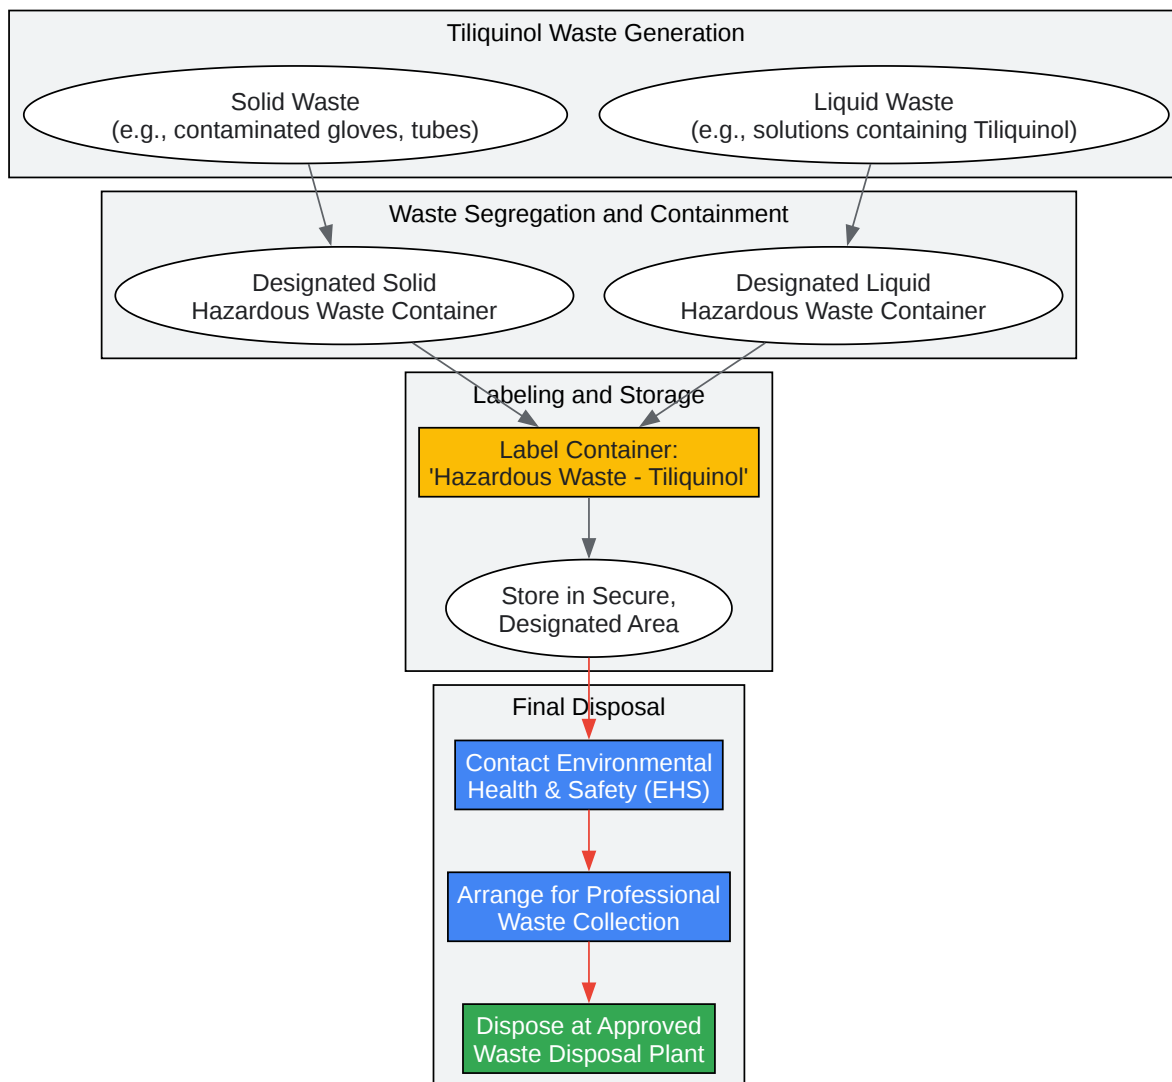 Tiliquinol Waste Generation
Solid Waste
(e.g., contaminated gloves, tubes)
Liquid Waste
(e.g., solutions containing Tiliquinol)
Waste Segregation and Containment
Designated Solid
Hazardous Waste Container
Designated Liquid
Hazardous Waste Container
Labeling and Storage
Label Container:
'Hazardous Waste - Tiliquinol'
Store in Secure,
Designated Area
Final Disposal
Contact Environmental
Health & Safety (EHS)
Arrange for Professional
Waste Collection
Dispose at Approved
Waste Disposal Plant